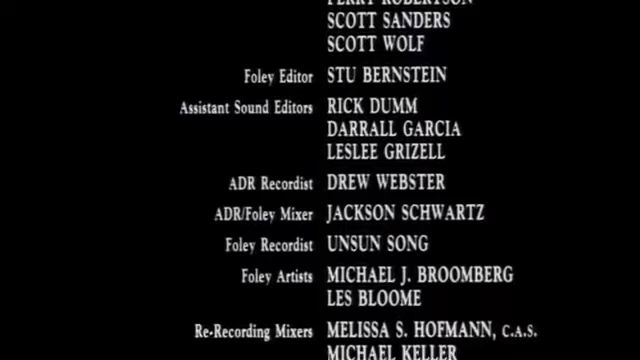 PERRY ROBERTSON
SCOTT SANDERS
SCOTT WOLF
Foley Editor STU BERNSTEIN
Assistant Sound Editors RICK DUMM
DARRALL GARCIA
LESLEE GRIZELL
ADR Recordist DREW WEBSTER
ADR/Foley Mixer JACKSON SCHWARTZ
Foley Recordist UNSUN SONG
Foley Artists MICHAEL J. BROOMBERG
LES BLOOME
Re-Recording Mixers MELISSA S. HOFMANN, C.A.S.
MICHAEL KELLER